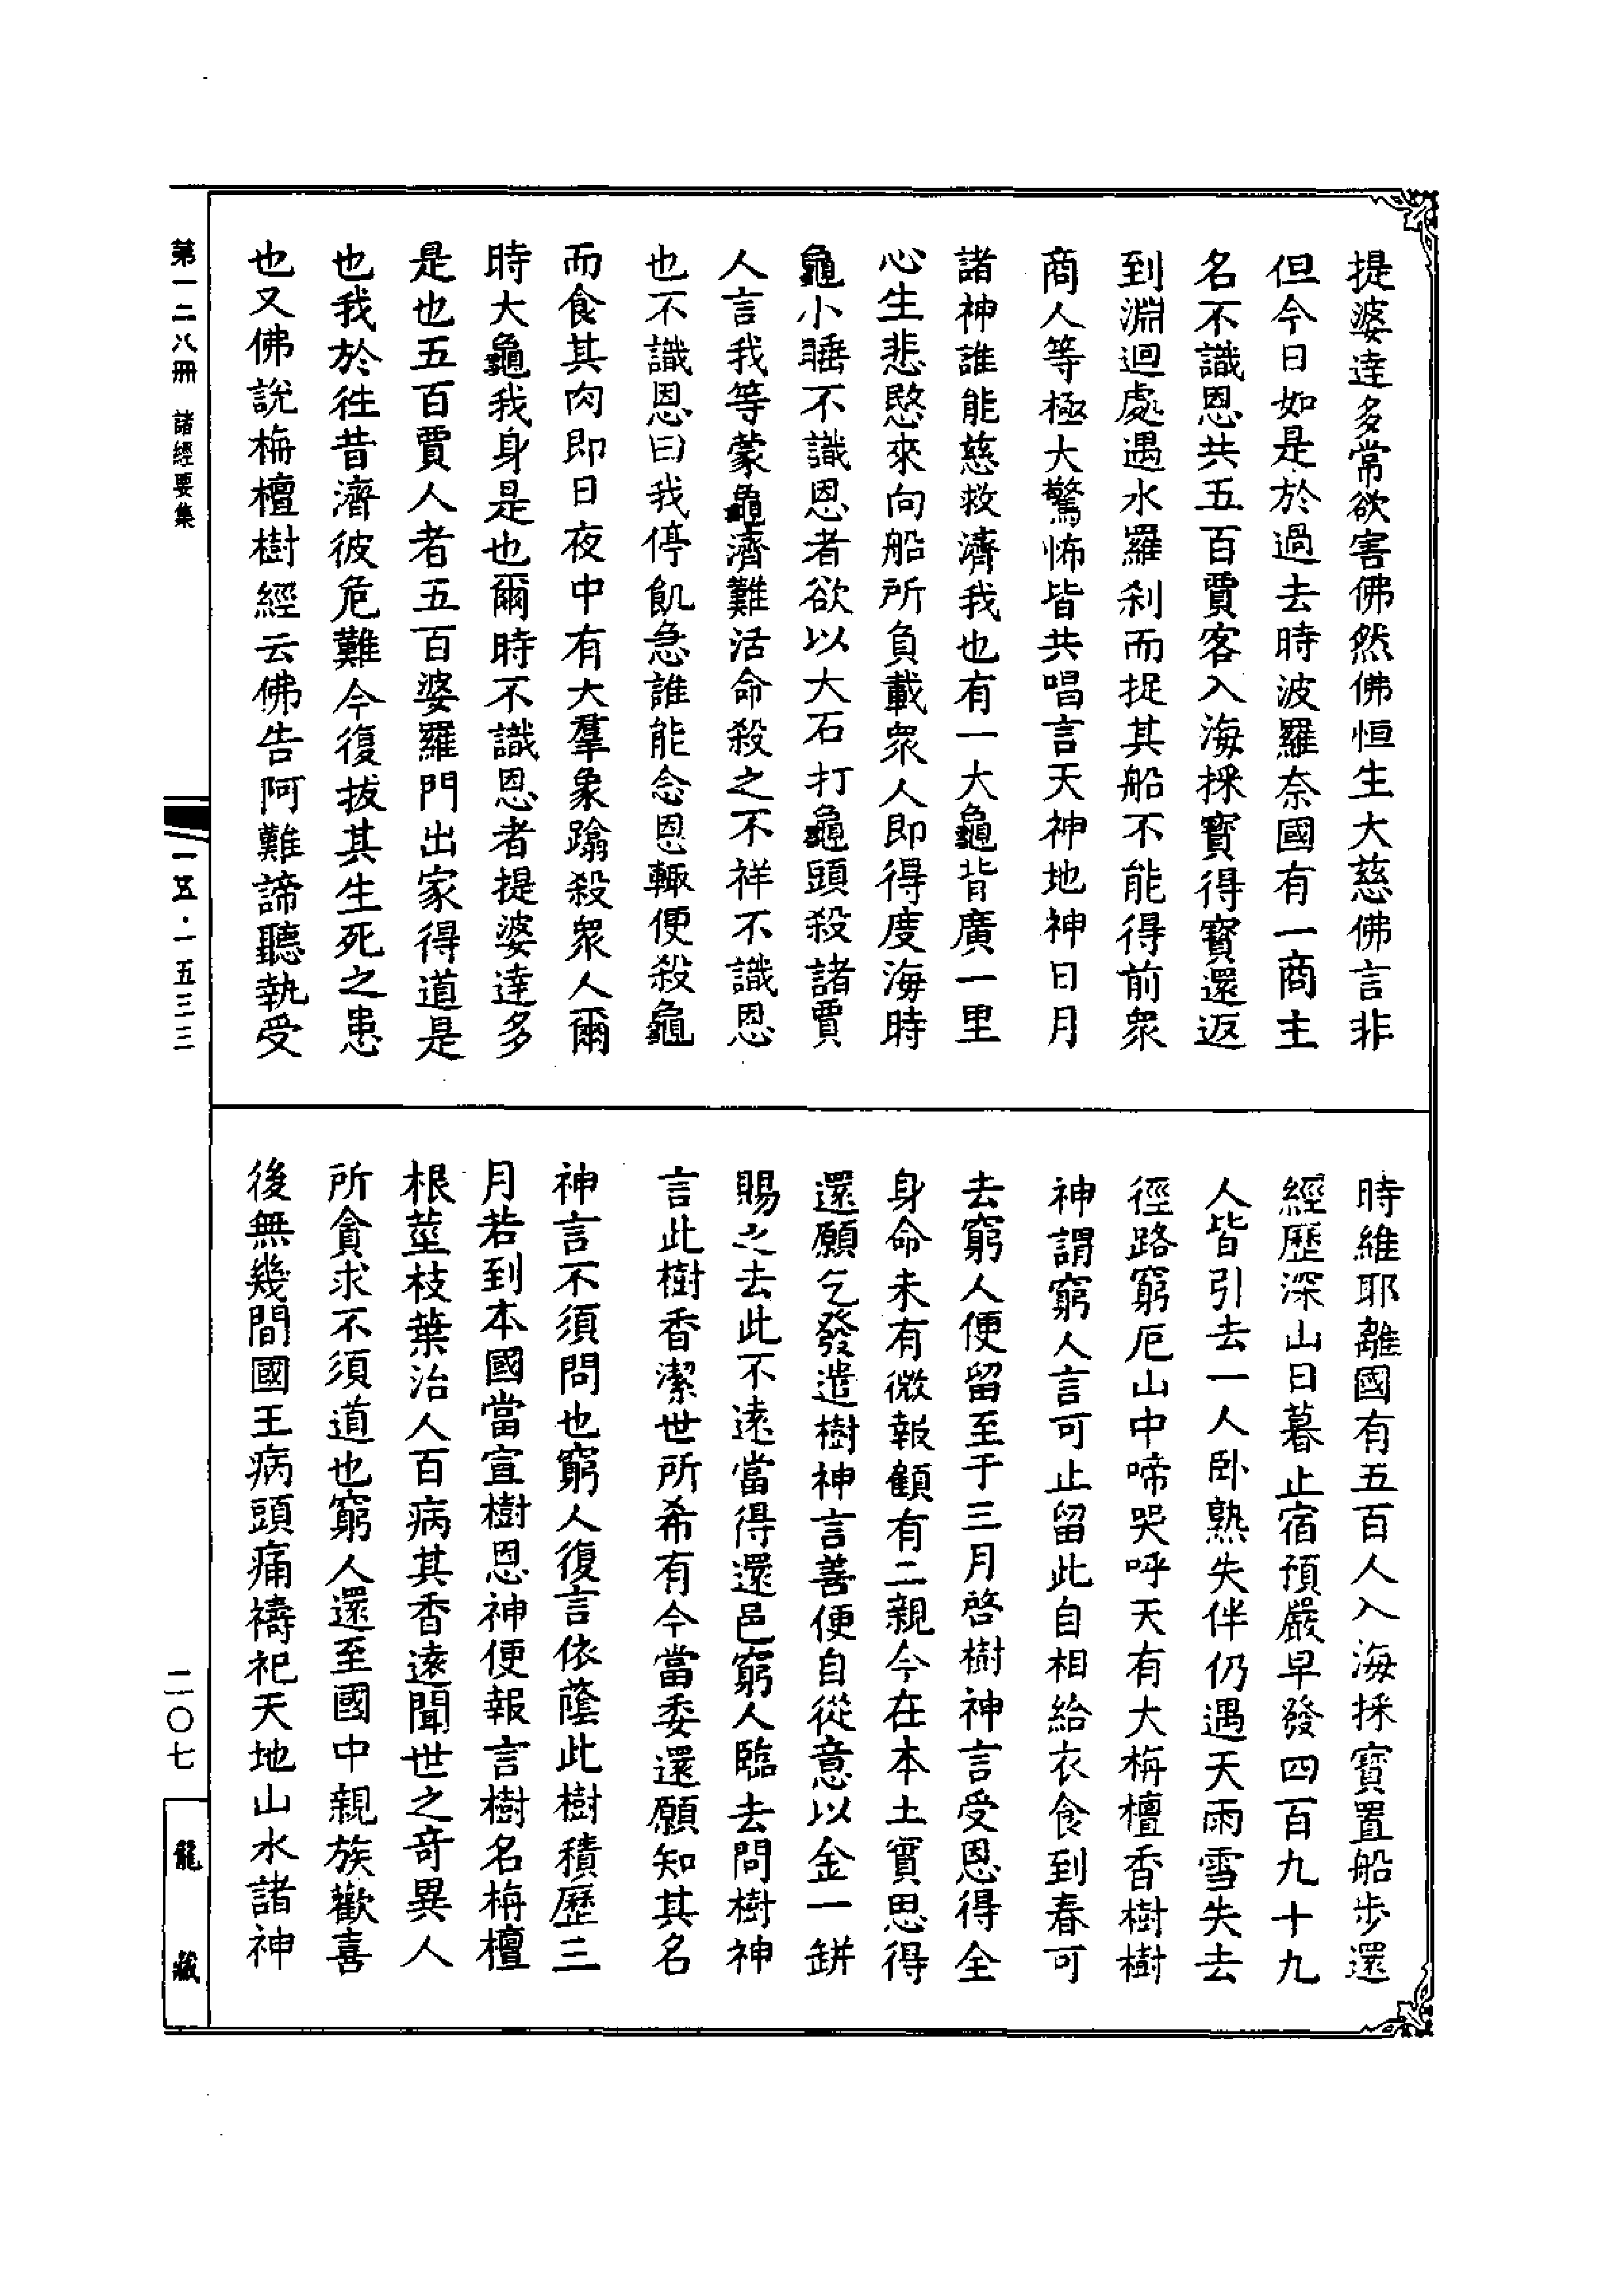 提婆達多常欲害佛然佛恒生大慈佛言非
但今日如是於過去時波羅奈國有一商主
名不識恩共五百賈客入海採寶得寶還返
到淵迴處遇水羅刹而捉其船不能得前衆
商人等極大驚怖皆共唱言天神地神日月
諸神誰能慈救濟我也有一大龜背廣一里
心生悲愍來向船所負載衆人即得度海時
龜小睡不識恩者欲以大石打龜頭殺諸賈
人言我等蒙龜濟難活命殺之不祥不識恩
也不識恩曰我停飢急誰能念恩輙便殺龜
而食其肉即日夜中有大羣象蹹殺衆人爾
時大龜我身是也爾時不識恩者提婆達多
是也五百賈人者五百婆羅門出家得道是
也我於徃昔濟彼危難今復拔其生死之患
也又佛說栴檀樹經云佛告阿難諦聽執受
時維耶離國有五百人入海採寶置船步還
經歷深山日暮止宿預嚴早發四百九十九
人皆引去一人卧熟失伴仍遇天雨雪失去
徑路窮厄山中啼哭呼天有大栴檀香樹樹
神謂窮人言可止留此自相給衣食到春可
去窮人便留至于三月啓樹神言受恩得全
身命未有微報顧有二親今在本土實思得
還願乞發遣樹神言善便自從意以金一缾
賜之去此不遠當得還邑窮人臨去問樹神
言此樹香潔世所希有今當委還願知其名
神言不須問也窮人復言依蔭此樹積歷三
月若到本國當宣樹恩神便報言樹名栴檀
根莖枝葉治人百病其香遠聞世之奇異人
所貪求不須道也窮人還至國中親族歡喜
後無幾間國王病頭痛禱祀天地山水諸神
第一二八冊 諸經要集
一五·一五三三
二〇七
龍藏